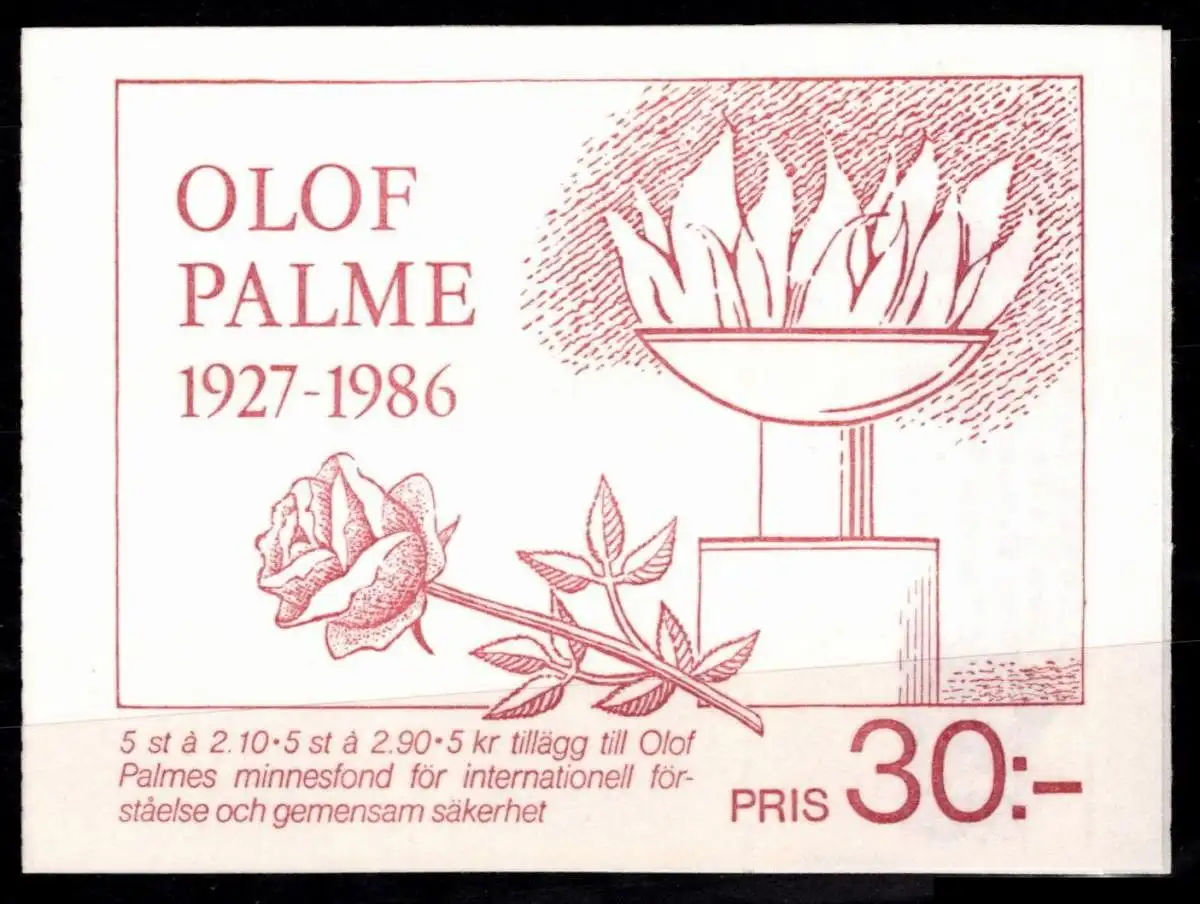 OLOF
PALME
1927-1986
5 st à 2.10•5 st à 2.90•5 kr tillägg till Olof
Palmes minnesfond för internationell för-
ståelse och gemensam säkerhet
PRIS 30:-